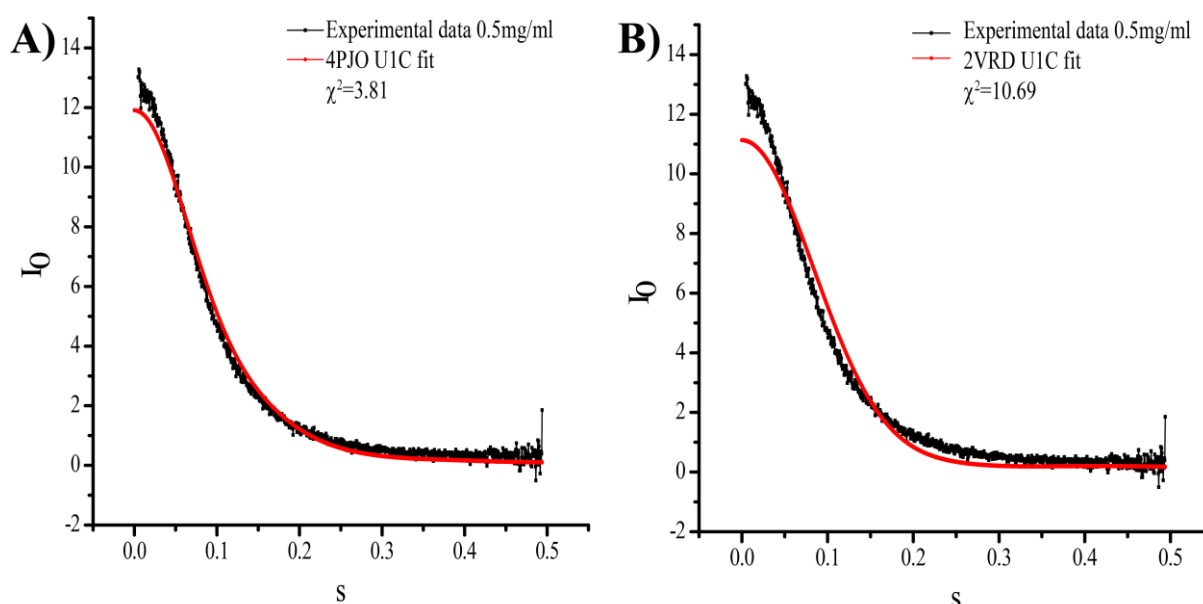 A)
Experimental data 0.5mg/ml
4PJO U1C fit
χ²=3.81
14
12
10
8
6
4
2
0
-2
I_O
0.0 0.1 0.2 0.3 0.4 0.5
s
B)
Experimental data 0.5mg/ml
2VRD U1C fit
χ²=10.69
14
12
10
8
6
4
2
0
-2
I_O
0.0 0.1 0.2 0.3 0.4 0.5
s